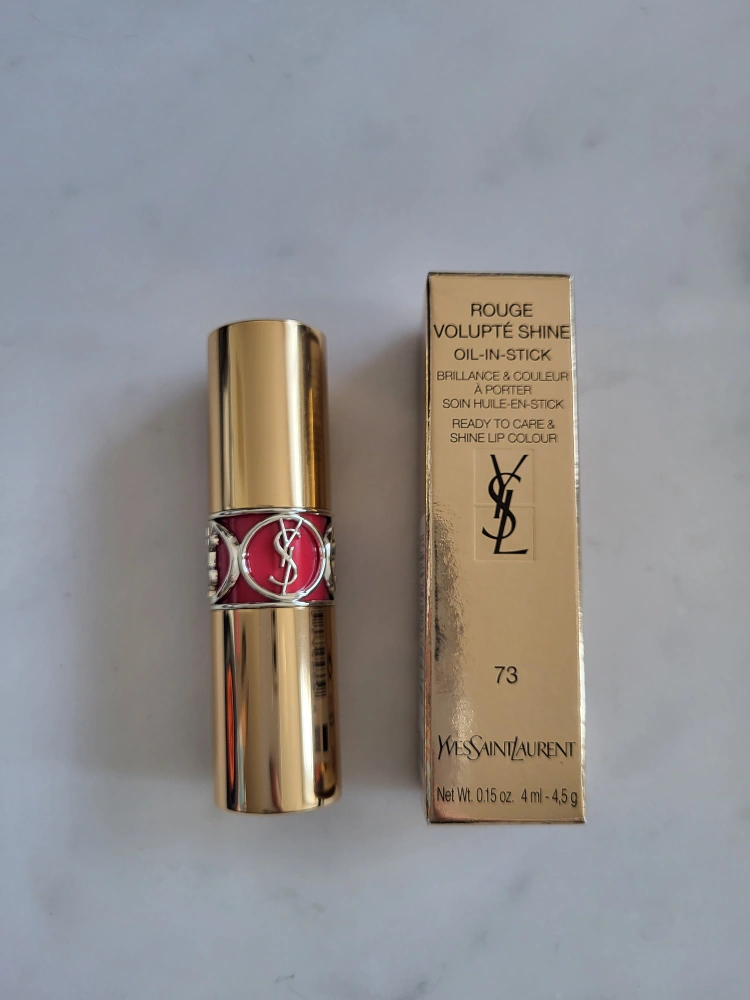 YSL
ROUGE
VOLUPTÉ SHINE
OIL-IN-STICK
BRILLANCE & COULEUR
À PORTER
SOIN HUILE-EN-STICK
READY TO CARE &
SHINE LIP COLOUR
YSL
73
YVESSAINTLAURENT
Net Wt. 0.15 oz. 4 ml - 4,5 g